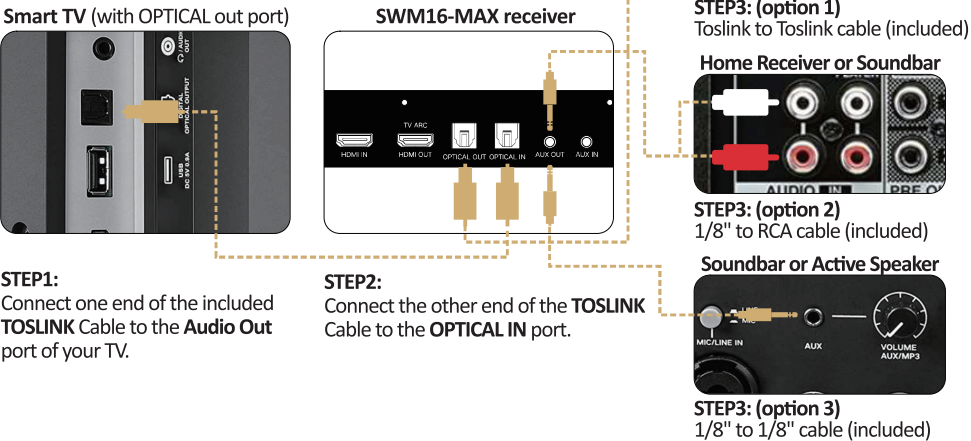 Smart TV (with OPTICAL out port)
/ AUDIO
OUT
DIGITAL
OPTICAL OUTPUT
USB
DC 5V 0.9A
STEP1:
Connect one end of the included
TOSLINK Cable to the Audio Out
port of your TV.
SWM16-MAX receiver
TV ARC
HDMI IN
HDMI OUT
OPTICAL OUT
OPTICAL IN
AUX OUT
AUX IN
STEP2:
Connect the other end of the TOSLINK
Cable to the OPTICAL IN port.
STEP3: (option 1)
Toslink to Toslink cable (included)
Home Receiver or Soundbar
AUDIO IN
STEP3: (option 2)
1/8" to RCA cable (included)
Soundbar or Active Speaker
LINE
MIC
MIC/LINE IN
AUX
VOLUME
AUX/MP3
STEP3: (option 3)
1/8" to 1/8" cable (included)